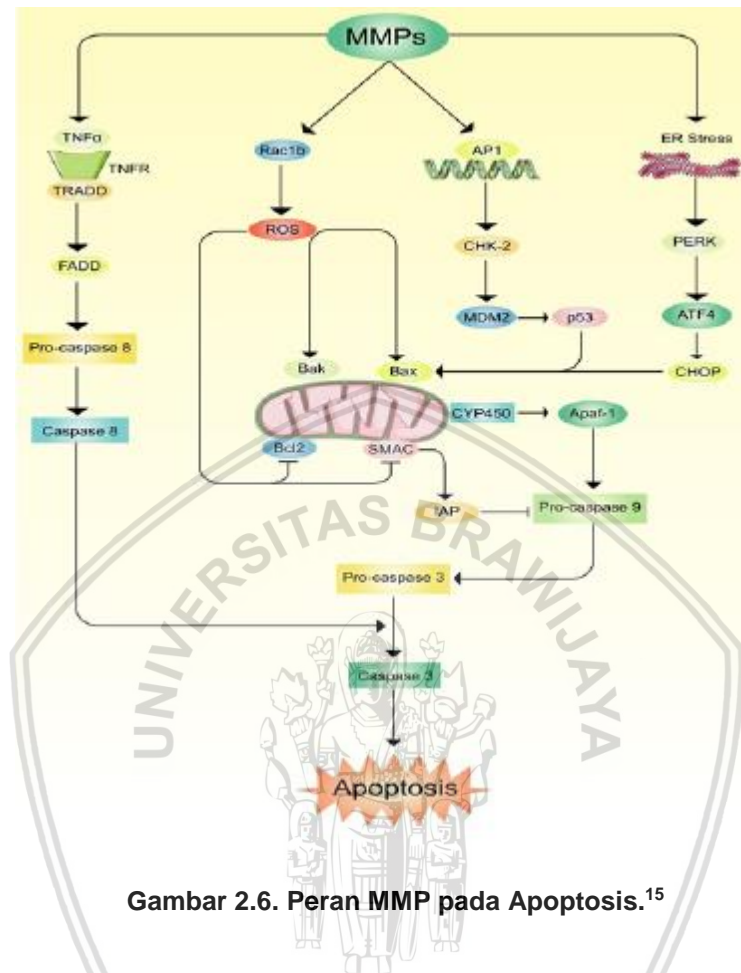 MMPs
TNFα
TNFR
TRADD
Rac1b
AP1
ER Stress
ROS
CHK-2
PERK
FADD
MDM2
p53
ATF4
Pro-caspase 8
Bak
Bax
CHOP
CYP450
Apaf-1
Caspase 8
Bcl2
SMAC
IAP
Pro-caspase 9
Pro-caspase 3
Caspase 3
Apoptosis
UNIVERSITAS BRAWIJAYA
Gambar 2.6. Peran MMP pada Apoptosis.15